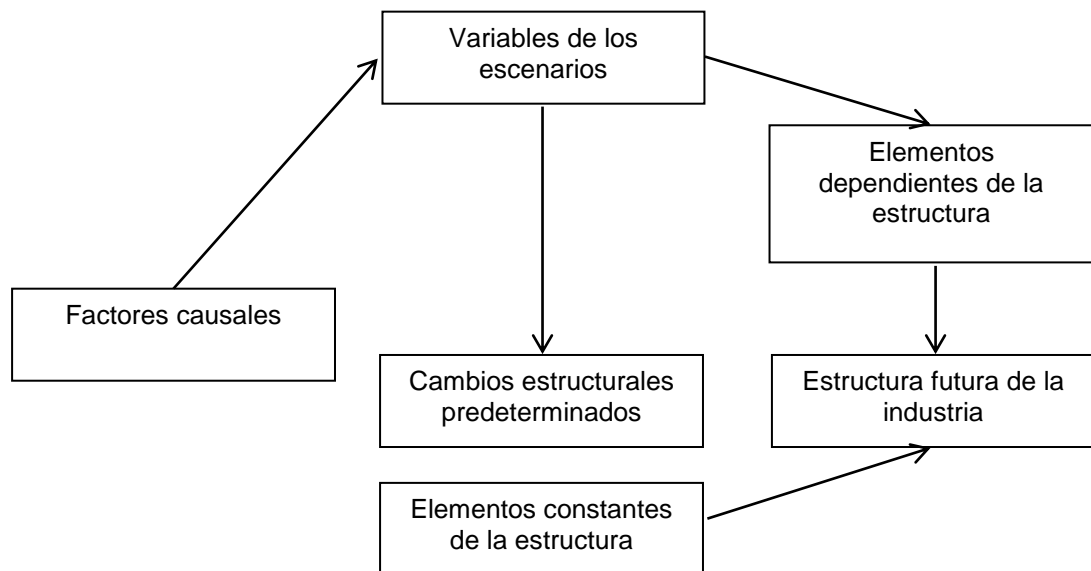 Variables de los
escenarios
Elementos
dependientes de la
estructura
Factores causales
Cambios estructurales
predeterminados
Estructura futura de la
industria
Elementos constantes
de la estructura